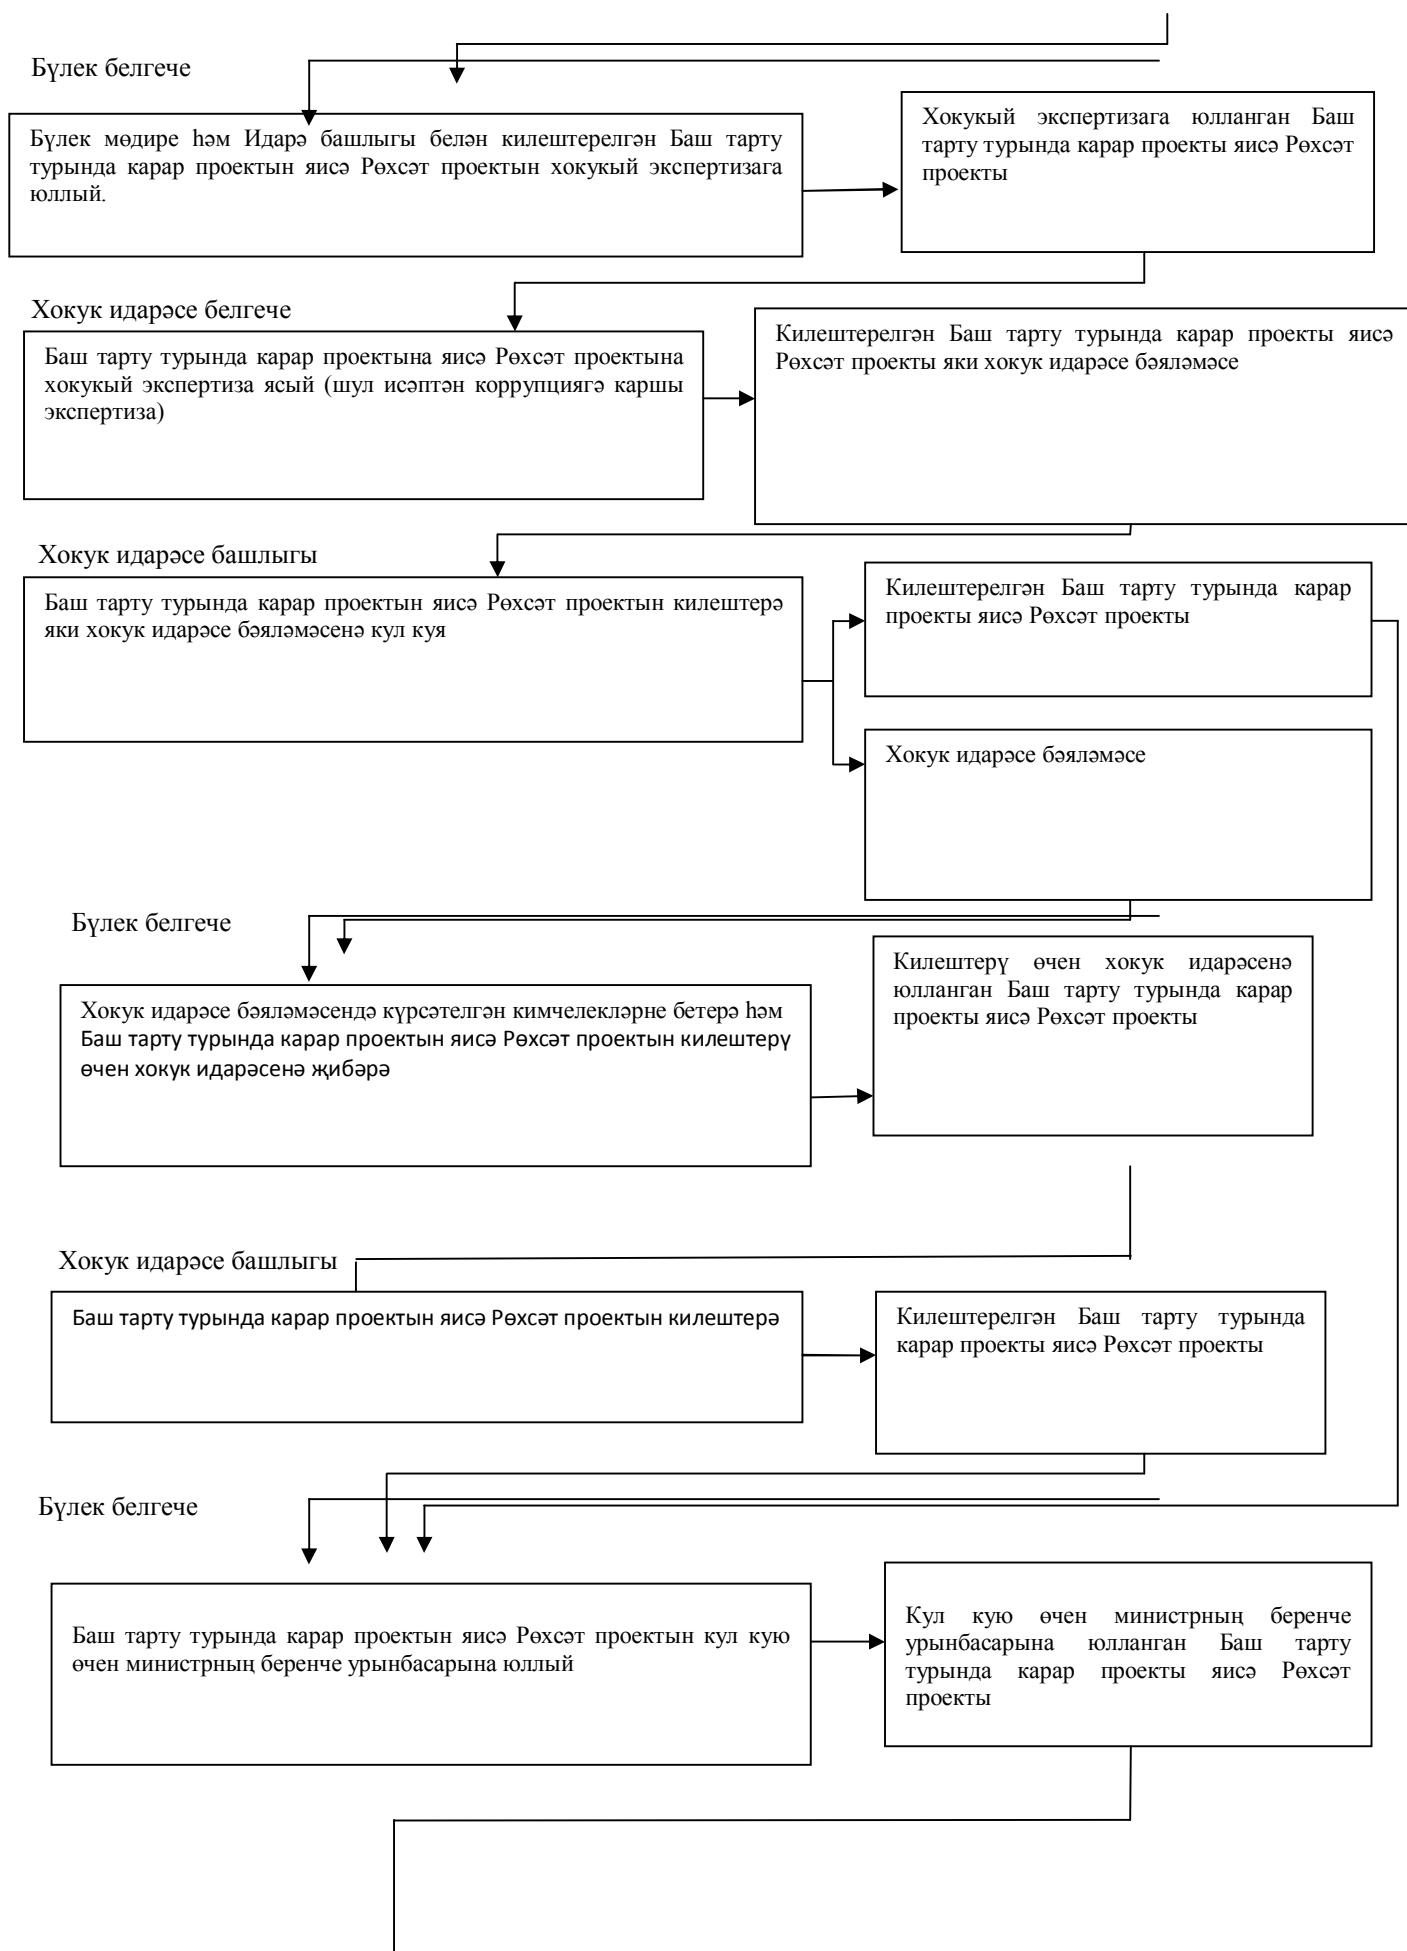 Бүлек белгече
Бүлек мөдире һәм Идарә башлыгы белән килештерелгән Баш тарту
турында карар проектын яисә Рөхсәт проектын хокукый экспертизага
юллый.
Хокукый экспертизага юлланган Баш
тарту турында карар проекты яисә Рөхсәт
проекты
Хокук идарәсе белгече
Баш тарту турында карар проектына яисә Рөхсәт проектына
хокукый экспертиза ясый (шул исәптән коррупциягә каршы
экспертиза)
Килештерелгән Баш тарту турында карар проекты яисә
Рөхсәт проекты яки хокук идарәсе бәяләмәсе
Хокук идарәсе башлыгы
Баш тарту турында карар проектын яисә Рөхсәт проектын килештерә
яки хокук идарәсе бәяләмәсенә кул куя
Килештерелгән Баш тарту турында карар
проекты яисә Рөхсәт проекты
Хокук идарәсе бәяләмәсе
Бүлек белгече
Хокук идарәсе бәяләмәсендә күрсәтелгән кимчелекләрне бетерә һәм
Баш тарту турында карар проектын яисә Рөхсәт проектын килештерү
өчен хокук идарәсенә җибәрә
Килештерү өчен хокук идарәсенә
юлланган Баш тарту турында карар
проекты яисә Рөхсәт проекты
Хокук идарәсе башлыгы
Баш тарту турында карар проектын яисә Рөхсәт проектын килештерә
Килештерелгән Баш тарту турында
карар проекты яисә Рөхсәт проекты
Бүлек белгече
Баш тарту турында карар проектын яисә Рөхсәт проектын кул кую
өчен министрның беренче урынбасарына юллый
Кул кую өчен министрның беренче
урынбасарына юлланган Баш тарту
турында карар проекты яисә Рөхсәт
проекты